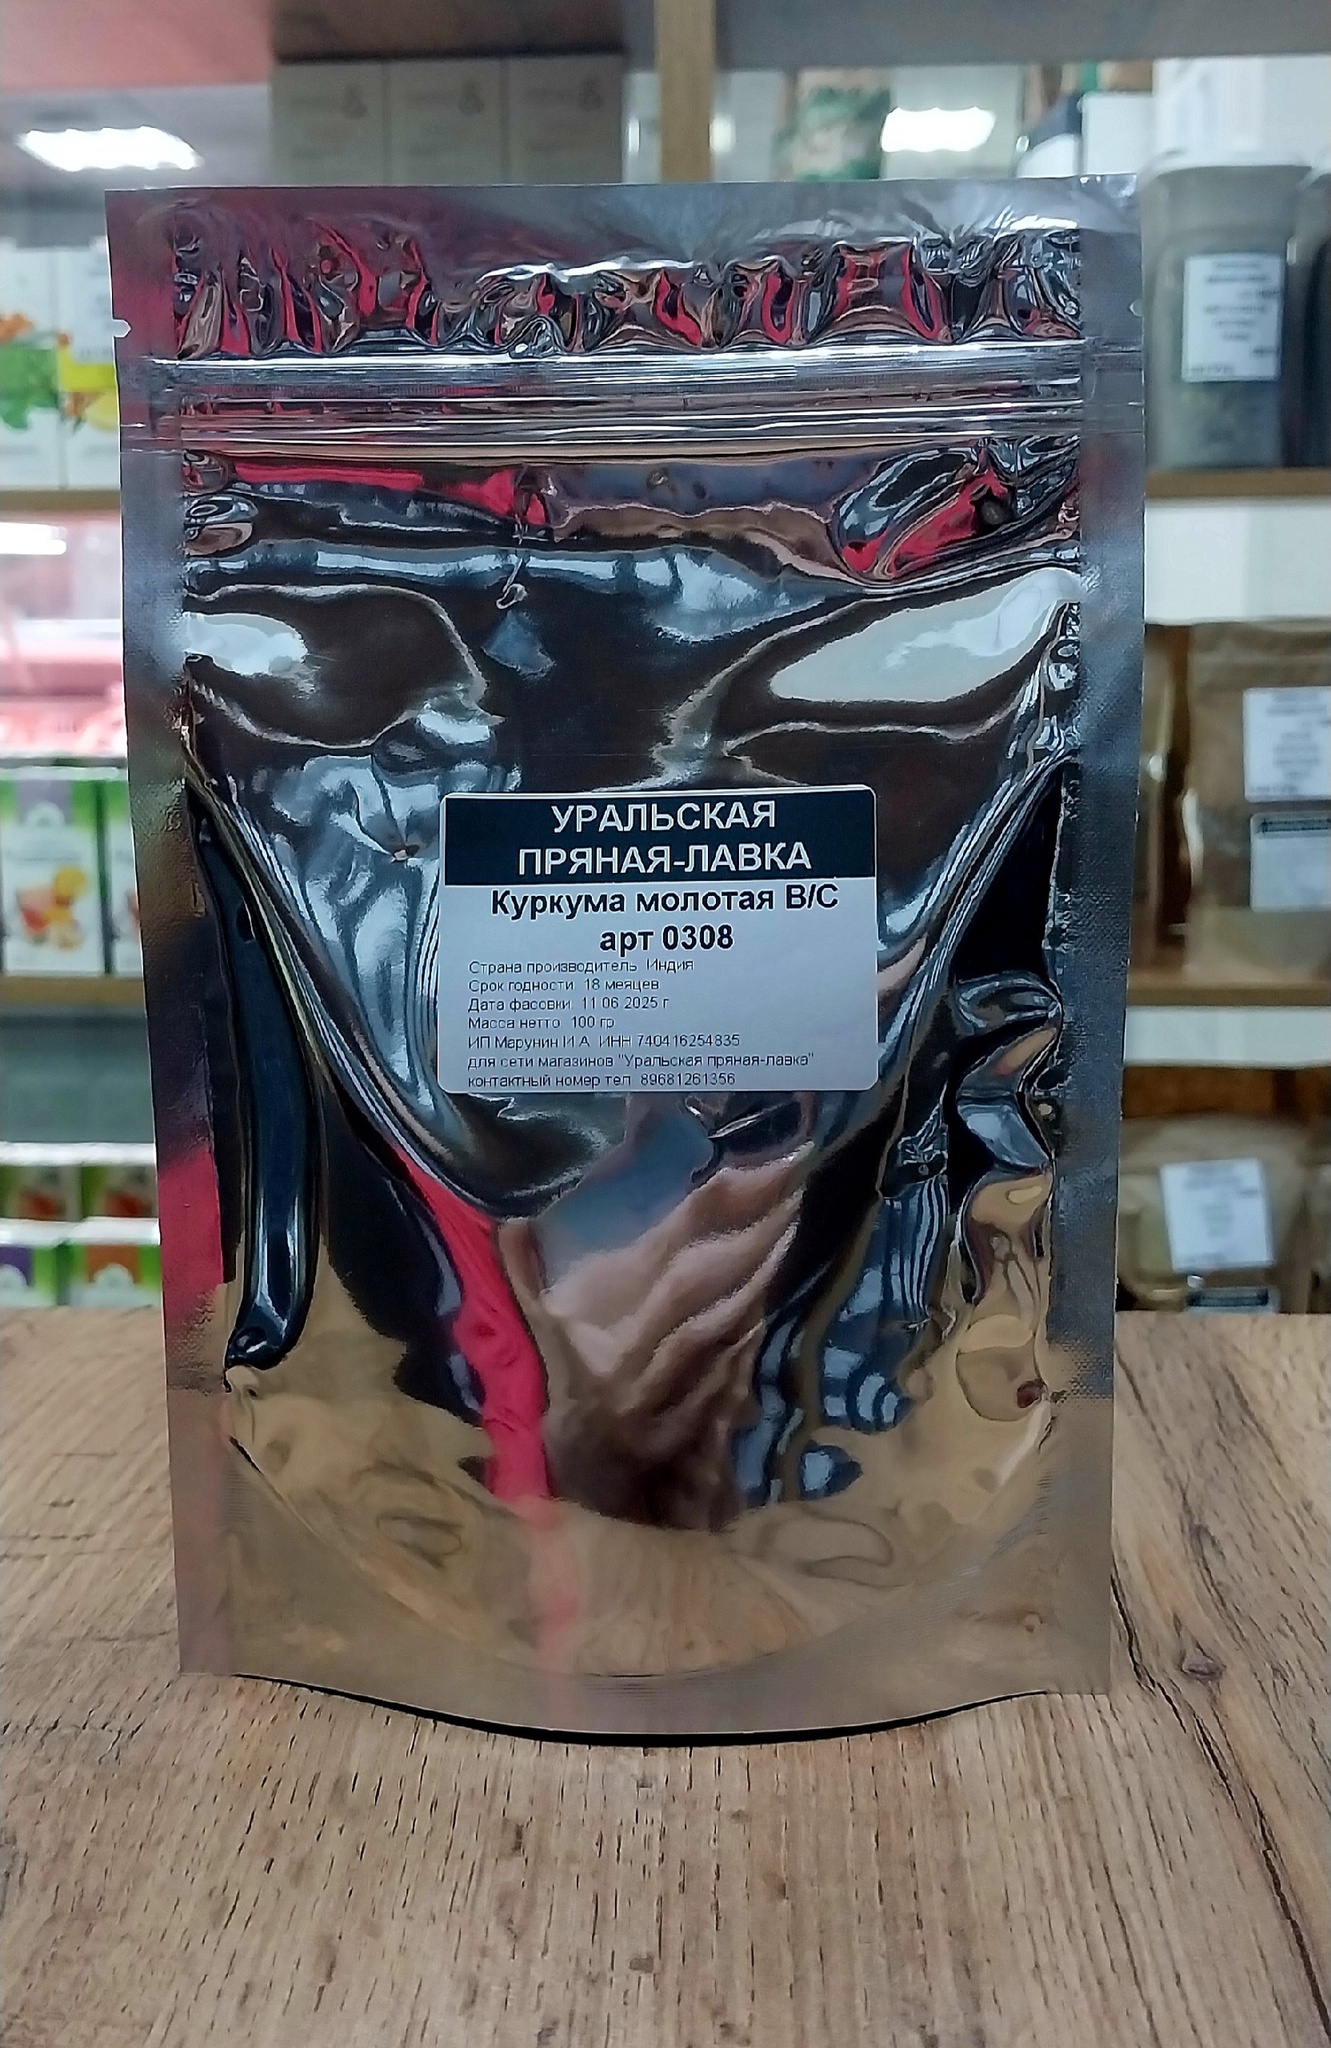 УРАЛЬСКАЯ
ПРЯНАЯ-ЛАВКА
Куркума молотая В/С
арт 0308
Страна производитель Индия
Срок годности 18 меяцев
Дата фасовки 11 06 2025 г
Масса нетто 100 гр
ИП Марунин И А ИНН 740416254835
для сети магазинов "Уральская пряная-лавка"
контактный номер тел 89681261356